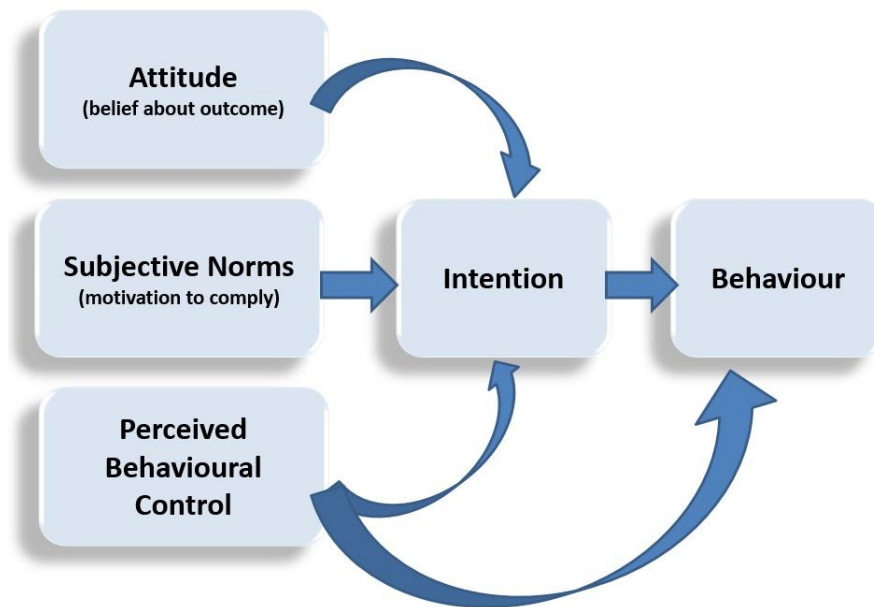 Attitude
(belief about outcome)
Subjective Norms
(motivation to comply)
Perceived
Behavioural
Control
Intention
Behaviour